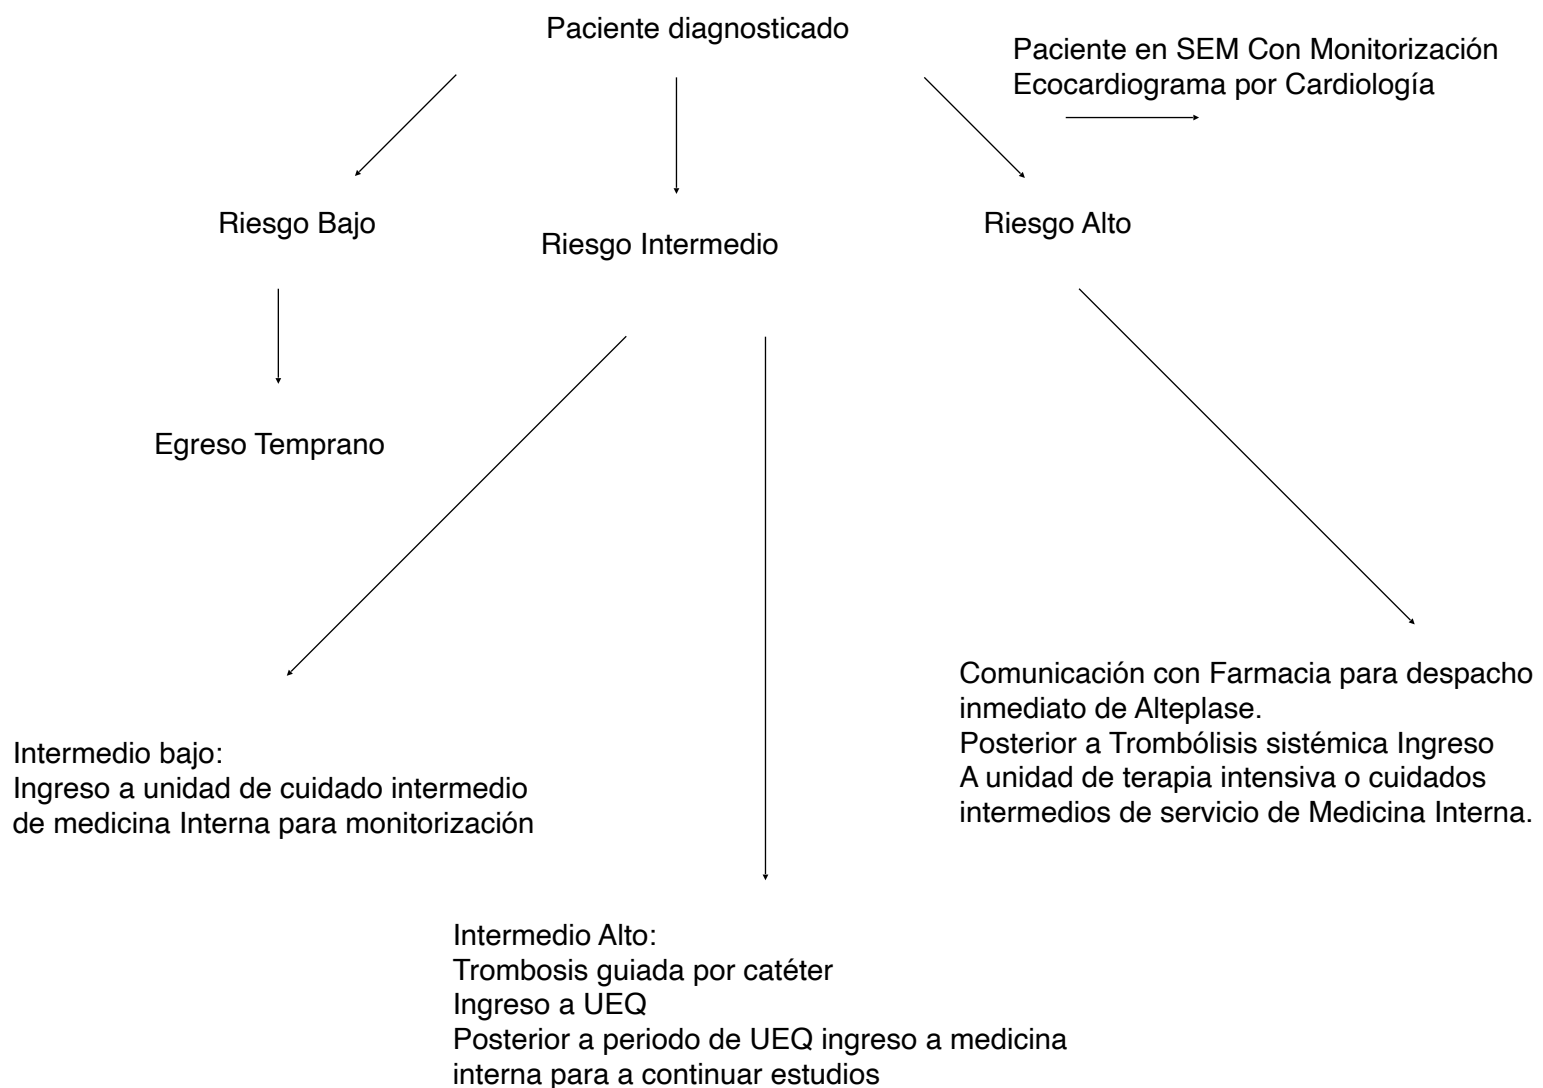 Paciente diagnosticado
Paciente en SEM Con Monitorización
Ecocardiograma por Cardiología
Riesgo Bajo
Riesgo Intermedio
Riesgo Alto
Egreso Temprano
Comunicación con Farmacia para despacho
inmediato de Alteplase.
Posterior a Trombólisis sistémica Ingreso
A unidad de terapia intensiva o cuidados
intermedios de servicio de Medicina Interna.
Intermedio bajo:
Ingreso a unidad de cuidado intermedio
de medicina Interna para monitorización
Intermedio Alto:
Trombosis guiada por catéter
Ingreso a UEQ
Posterior a periodo de UEQ ingreso a medicina
interna para a continuar estudios